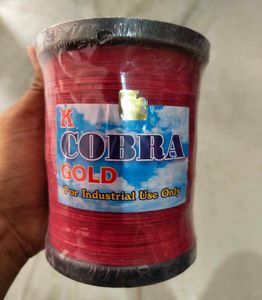 K
COBRA
GOLD
For Industrial Use Only